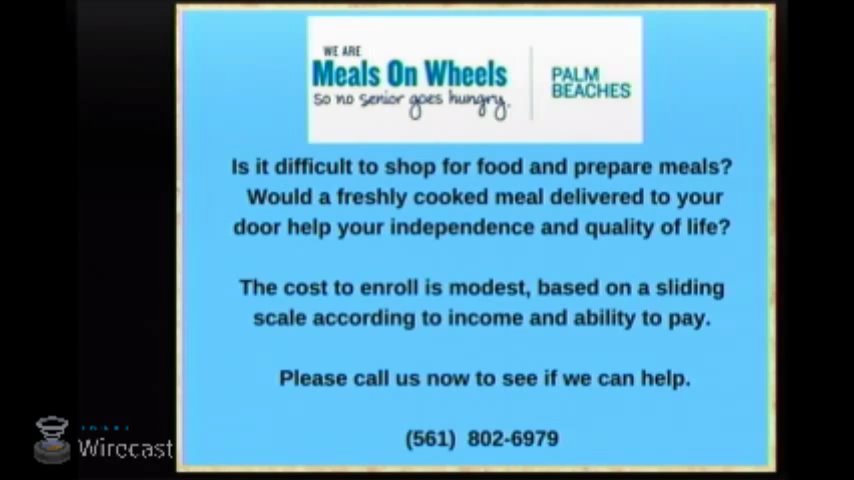 WE ARE
Meals On Wheels
so no senior goes hungry.
PALM
BEACHES
Is it difficult to shop for food and prepare meals?
Would a freshly cooked meal delivered to your
door help your independence and quality of life?
The cost to enroll is modest, based on a sliding
scale according to income and ability to pay.
Please call us now to see if we can help.
(561) 802-6979
Wirecast